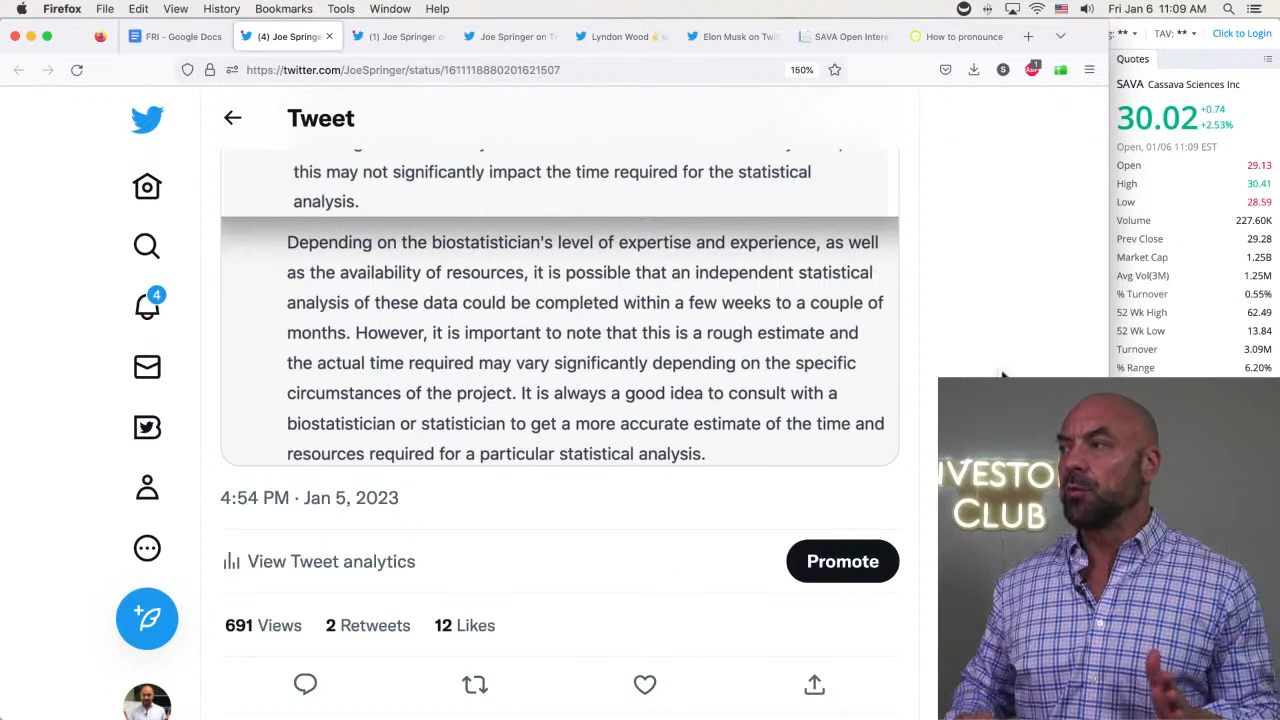 Firefox File Edit View History Bookmarks Tools Window Help Fri Jan 6 11:09 AM
FRI - Google Docs
(4) Joe Springe
(1) Joe Springer o
Joe Springer on T
Lyndon Wood
Elon Musk on Twit
SAVA Open Intere
How to pronounce
: ** TAV: ** Click to Login
https://twitter.com/JoeSpringer/status/1611118880201621507
150%
1
Tweet
this may not significantly impact the time required for the statistical
analysis.
Depending on the biostatistician's level of expertise and experience, as well
as the availability of resources, it is possible that an independent statistical
analysis of these data could be completed within a few weeks to a couple of
months. However, it is important to note that this is a rough estimate and
the actual time required may vary significantly depending on the specific
circumstances of the project. It is always a good idea to consult with a
biostatistician or statistician to get a more accurate estimate of the time and
resources required for a particular statistical analysis.
4:54 PM · Jan 5, 2023
View Tweet analytics
Promote
691 Views 2 Retweets 12 Likes
4
Quotes
SAVA Cassava Sciences Inc
30.02 +0.74
+2.53%
Open, 01/06 11:09 EST
Open 29.13
High 30.41
Low 28.59
Volume 227.60K
Prev Close 29.28
Market Cap 1.25B
Avg Vol(3M) 1.25M
% Turnover 0.55%
52 Wk High 62.49
52 Wk Low 13.84
Turnover 3.09M
% Range 6.20%
NVESTO
CLUB